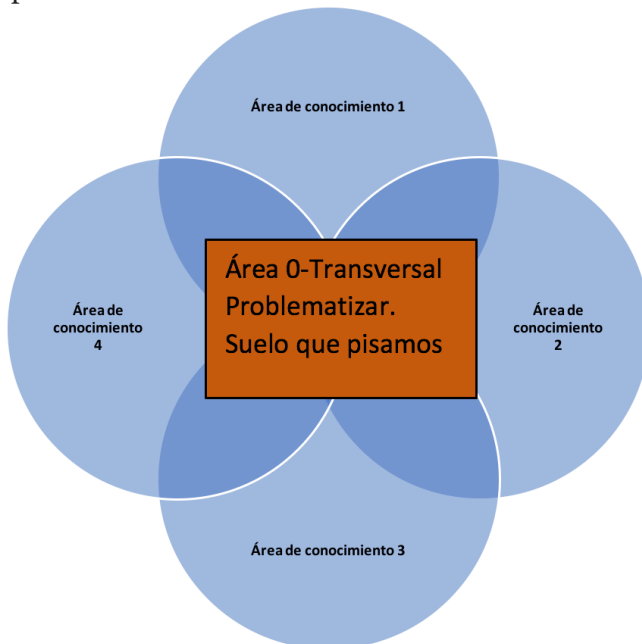 Área de conocimiento 1
Área 0-Transversal
Problematizar.
Suelo que pisamos
Área de
conocimiento
4
Área de
conocimiento
2
Área de conocimiento 3